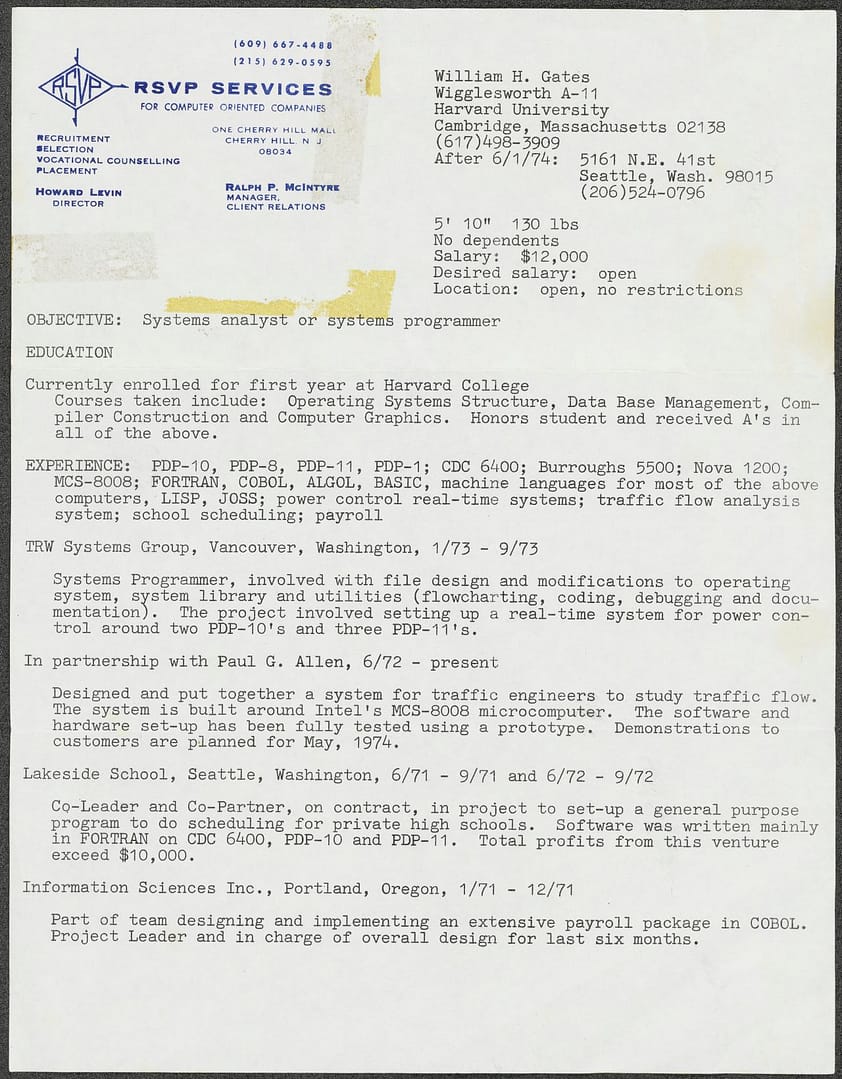 (609) 667-4488
(215) 629-0595
RSVP
RSVP SERVICES
FOR COMPUTER ORIENTED COMPANIES
RECRUITMENT
SELECTION
VOCATIONAL COUNSELLING
PLACEMENT
ONE CHERRY HILL MALL
CHERRY HILL, N J
08034
HOWARD LEVIN
DIRECTOR
RALPH P. MCINTYRE
MANAGER,
CLIENT RELATIONS
William H. Gates
Wigglesworth A-11
Harvard University
Cambridge, Massachusetts 02138
(617)498-3909
After 6/1/74: 5161 N.E. 41st
Seattle, Wash. 98015
(206)524-0796
5' 10" 130 lbs
No dependents
Salary: $12,000
Desired salary: open
Location: open, no restrictions
OBJECTIVE: Systems analyst or systems programmer
EDUCATION
Currently enrolled for first year at Harvard College
Courses taken include: Operating Systems Structure, Data Base Management, Com-
piler Construction and Computer Graphics. Honors student and received A's in
all of the above.
EXPERIENCE: PDP-10, PDP-8, PDP-11, PDP-1; CDC 6400; Burroughs 5500; Nova 1200;
MCS-8008; FORTRAN, COBOL, ALGOL, BASIC, machine languages for most of the above
computers, LISP, JOSS; power control real-time systems; traffic flow analysis
system; school scheduling; payroll
TRW Systems Group, Vancouver, Washington, 1/73 - 9/73
Systems Programmer, involved with file design and modifications to operating
system, system library and utilities (flowcharting, coding, debugging and docu-
mentation). The project involved setting up a real-time system for power con-
trol around two PDP-10's and three PDP-11's.
In partnership with Paul G. Allen, 6/72 - present
Designed and put together a system for traffic engineers to study traffic flow.
The system is built around Intel's MCS-8008 microcomputer. The software and
hardware set-up has been fully tested using a prototype. Demonstrations to
customers are planned for May, 1974.
Lakeside School, Seattle, Washington, 6/71 - 9/71 and 6/72 - 9/72
Co-Leader and Co-Partner, on contract, in project to set-up a general purpose
program to do scheduling for private high schools. Software was written mainly
in FORTRAN on CDC 6400, PDP-10 and PDP-11. Total profits from this venture
exceed $10,000.
Information Sciences Inc., Portland, Oregon, 1/71 - 12/71
Part of team designing and implementing an extensive payroll package in COBOL.
Project Leader and in charge of overall design for last six months.